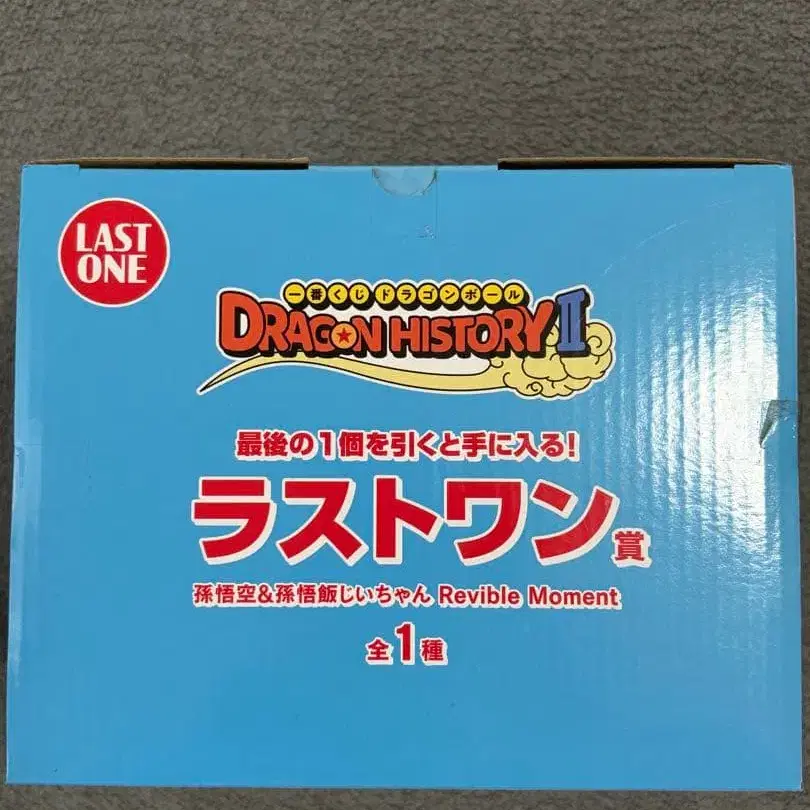 LAST
ONE
一番くじドラゴンボール
DRAGON HISTORY II
最後の1個を引くと手に入る!
ラストワン賞
孫悟空&孫悟飯じいちゃん Revible Moment
全1種